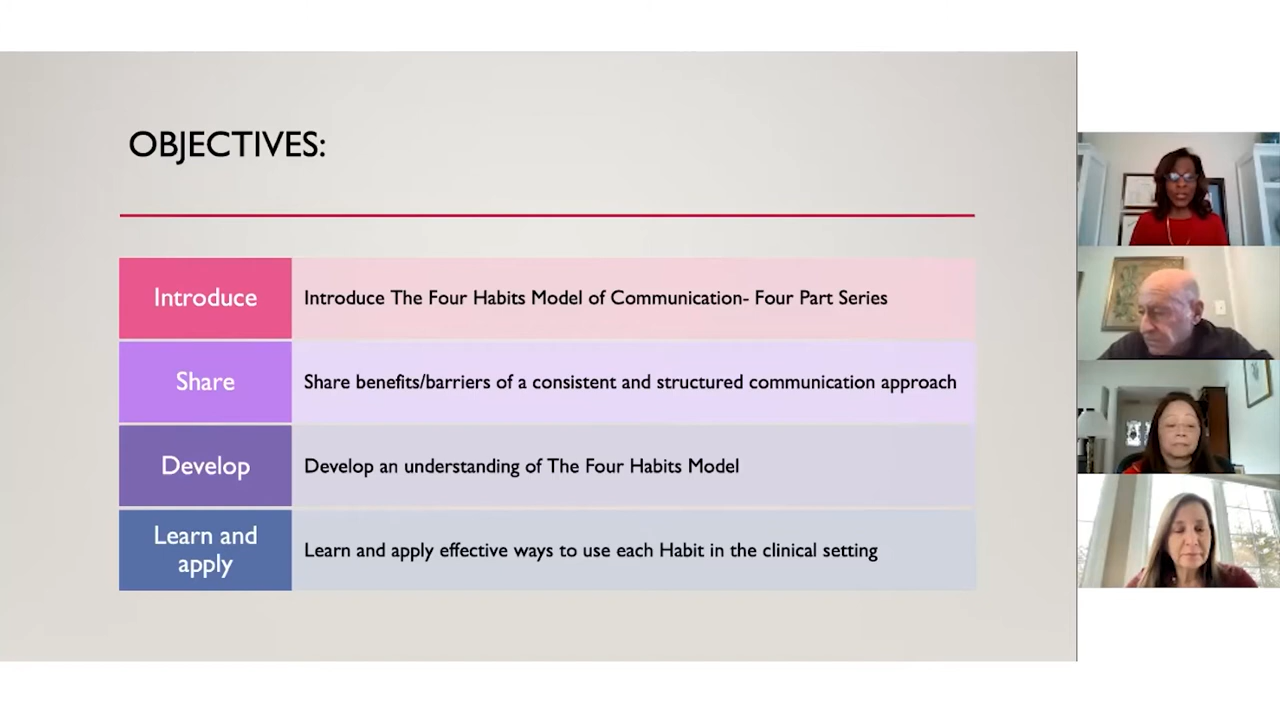 OBJECTIVES:
Introduce
Introduce The Four Habits Model of Communication- Four Part Series
Share
Share benefits/barriers of a consistent and structured communication approach
Develop
Develop an understanding of The Four Habits Model
Learn and
apply
Learn and apply effective ways to use each Habit in the clinical setting